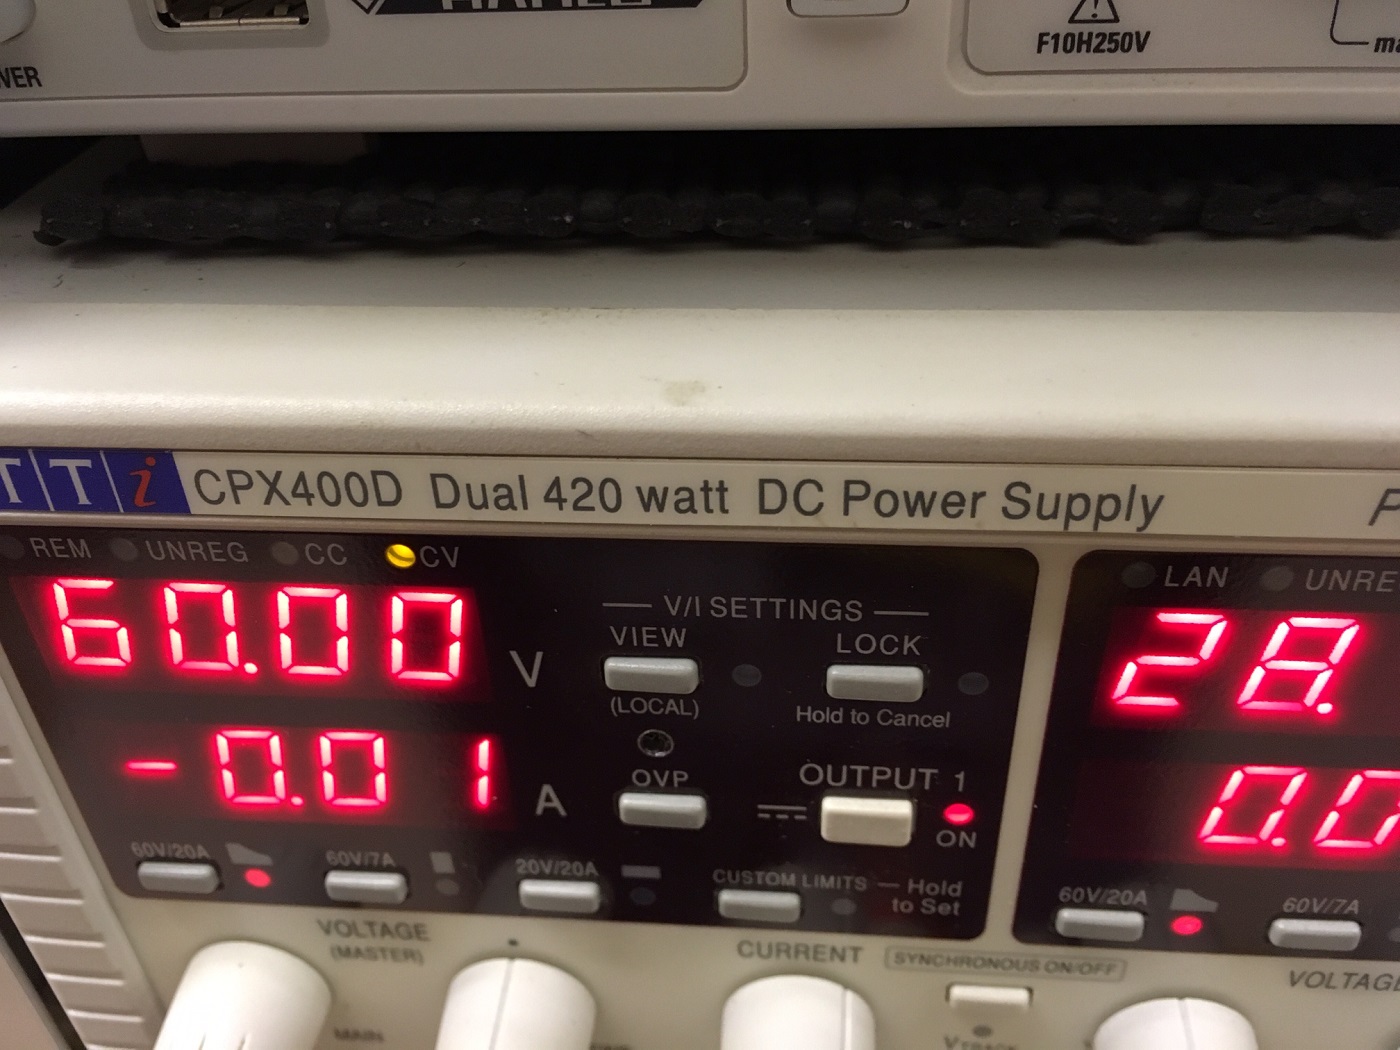 F10H250V
TTi CPX400D Dual 420 watt DC Power Supply
REM UNREG CC CV
60.00 V
-0.01 A
V/I SETTINGS
VIEW LOCK
(LOCAL) Hold to Cancel
OVP OUTPUT 1
ON
60V/20A 60V/7A 20V/20A CUSTOM LIMITS — Hold
to Set
VOLTAGE
(MASTER)
CURRENT
SYNCHRONOUS ON/OFF
LAN
28.
0.0
60V/20A 60V/7A